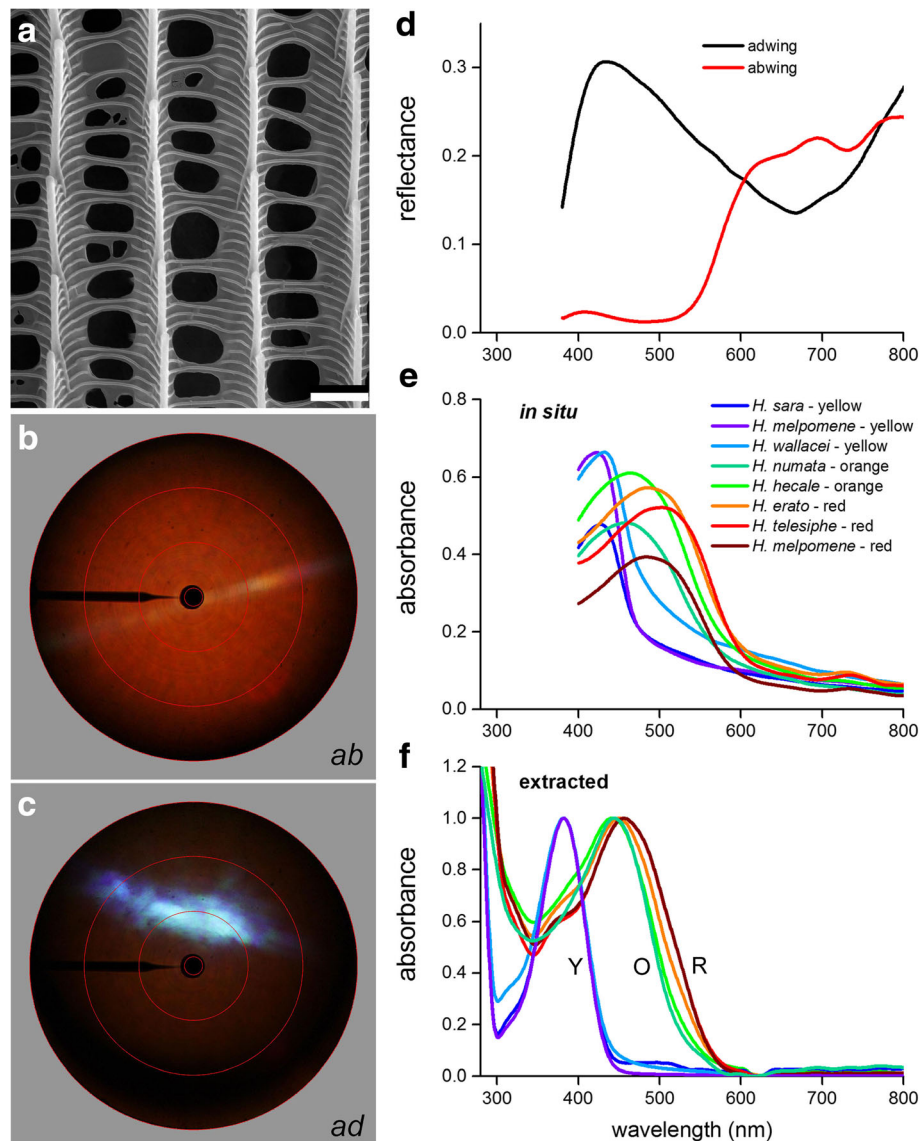 a
b
ab
c
ad
d
adwing
abwing
0.3
0.2
0.1
0.0
reflectance
300 400 500 600 700 800
e
in situ
H. sara - yellow
H. melpomene - yellow
H. wallacei - yellow
H. numata - orange
H. hecale - orange
H. erato - red
H. telesiphe - red
H. melpomene - red
0.8
0.6
0.4
0.2
0.0
absorbance
300 400 500 600 700 800
f
extracted
Y O R
1.2
1.0
0.8
0.6
0.4
0.2
0.0
absorbance
300 400 500 600 700 800
wavelength (nm)